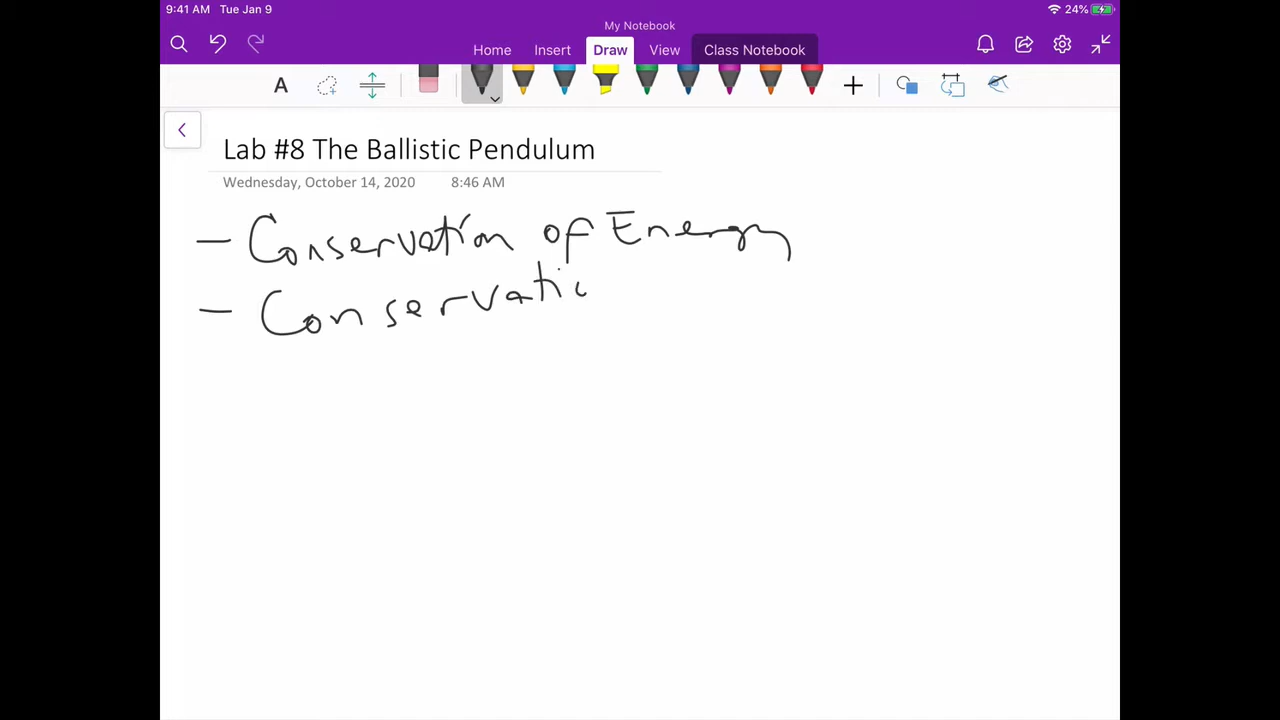 9:41 AM Tue Jan 9
24%
My Notebook
Home Insert Draw View Class Notebook
A
Lab #8 The Ballistic Pendulum
Wednesday, October 14, 2020 8:46 AM
- Conservation of Energy
- Conservatio